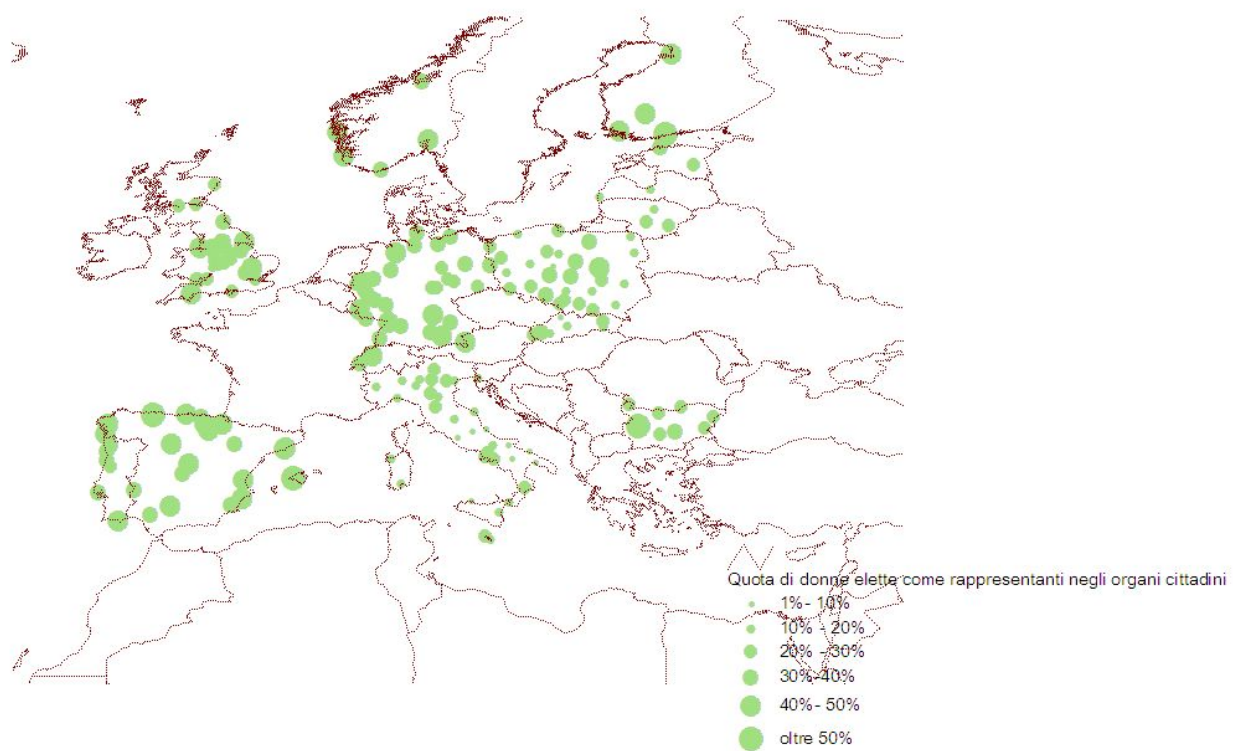 Quota di donne elette come rappresentanti negli organi cittadini
1%- 10%
10% - 20%
20% - 30%
30%-40%
40%- 50%
oltre 50%